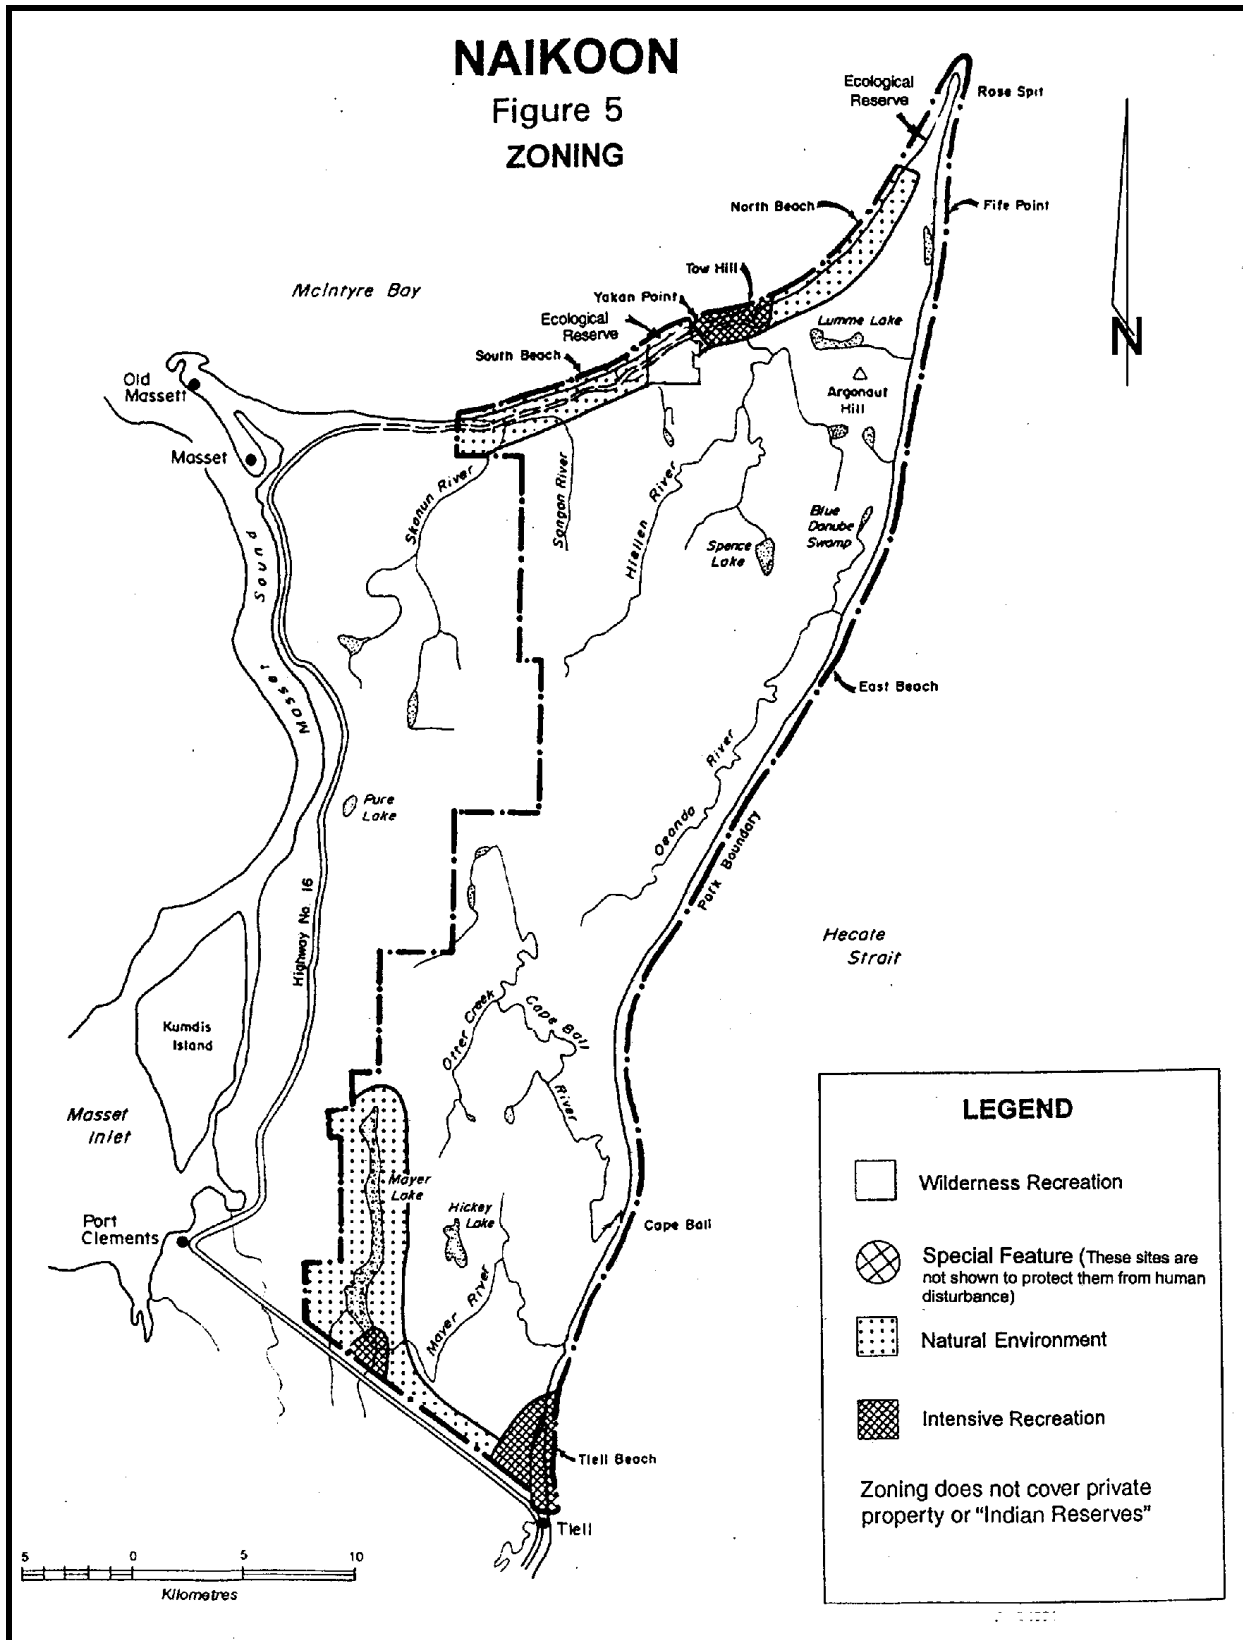 NAIKOON
Figure 5
ZONING
Ecological
Reserve
Rose Spit
North Beach
Fife Point
Tow Hill
McIntyre Bay
Yakan Point
Ecological
Reserve
South Beach
Lumme Lake
N
Old
Massett
Argonaut
Hill
Masset
Skonun River
Sangan River
Hiellen River
Blue
Danube
Swamp
Spence
Lake
Masset Sound
East Beach
Oeanda River
Pure
Lake
Park Boundary
Highway No. 16
Hecate
Strait
Kumdis
Island
Otter Creek
Cape Ball
River
Masset
Inlet
Mayer
Lake
Hickey
Lake
Cape Ball
Port
Clements
Mayer River
Tlell Beach
Tlell
5 0 5 10
Kilometres
LEGEND
Wilderness Recreation
Special Feature (These sites are
not shown to protect them from human
disturbance)
Natural Environment
Intensive Recreation
Zoning does not cover private
property or "Indian Reserves"